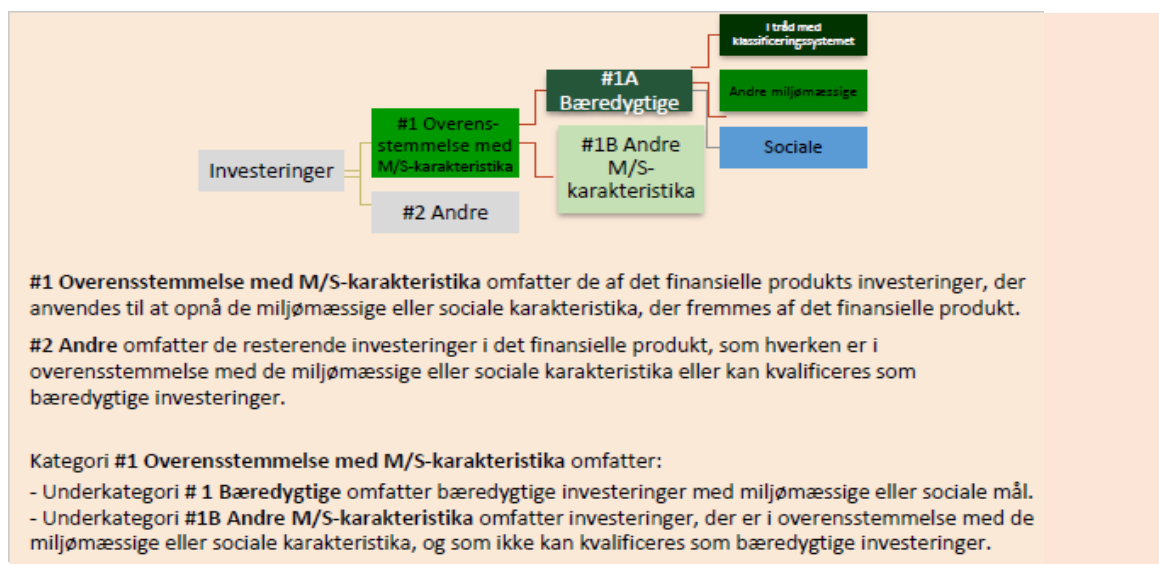 I tråd med
klassificeringssystemet
#1A
Bæredygtige
Andre miljømæssige
#1 Overens-
stemmelse med
M/S-karakteristika
#1B Andre
M/S-
karakteristika
Sociale
Investeringer
#2 Andre
#1 Overensstemmelse med M/S-karakteristika omfatter de af det finansielle produkts investeringer, der
anvendes til at opnå de miljømæssige eller sociale karakteristika, der fremmes af det finansielle produkt.
#2 Andre omfatter de resterende investeringer i det finansielle produkt, som hverken er i
overensstemmelse med de miljømæssige eller sociale karakteristika eller kan kvalificeres som
bæredygtige investeringer.
Kategori #1 Overensstemmelse med M/S-karakteristika omfatter:
- Underkategori # 1 Bæredygtige omfatter bæredygtige investeringer med miljømæssige eller sociale mål.
- Underkategori #1B Andre M/S-karakteristika omfatter investeringer, der er i overensstemmelse med de
miljømæssige eller sociale karakteristika, og som ikke kan kvalificeres som bæredygtige investeringer.